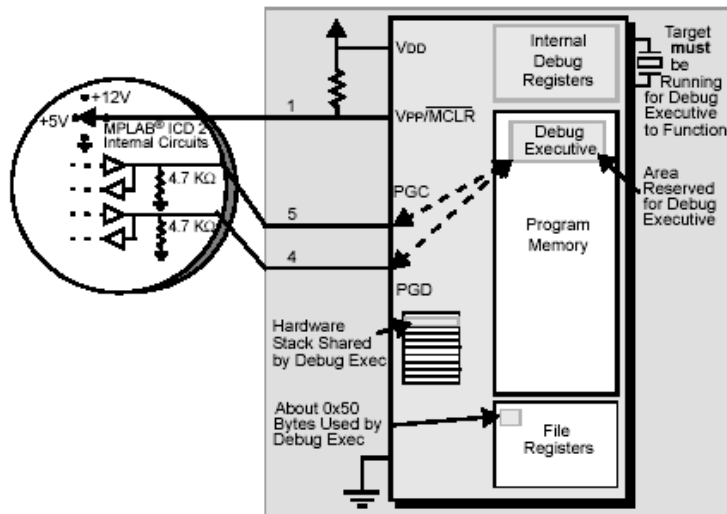 +12V
+5V
MPLAB® ICD 2
Internal Circuits
4.7 KΩ
4.7 KΩ
1
5
4
VDD
VPP/MCLR
PGC
PGD
Internal
Debug
Registers
Target
must
be
Running
for Debug
Executive
to Function
Debug
Executive
Area
Reserved
for Debug
Executive
Program
Memory
Hardware
Stack Shared
by Debug Exec
About 0x50
Bytes Used by
Debug Exec
File
Registers